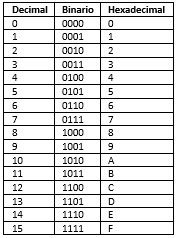 Decimal Binario Hexadecimal
0 0000 0
1 0001 1
2 0010 2
3 0011 3
4 0100 4
5 0101 5
6 0110 6
7 0111 7
8 1000 8
9 1001 9
10 1010 A
11 1011 B
12 1100 C
13 1101 D
14 1110 E
15 1111 F